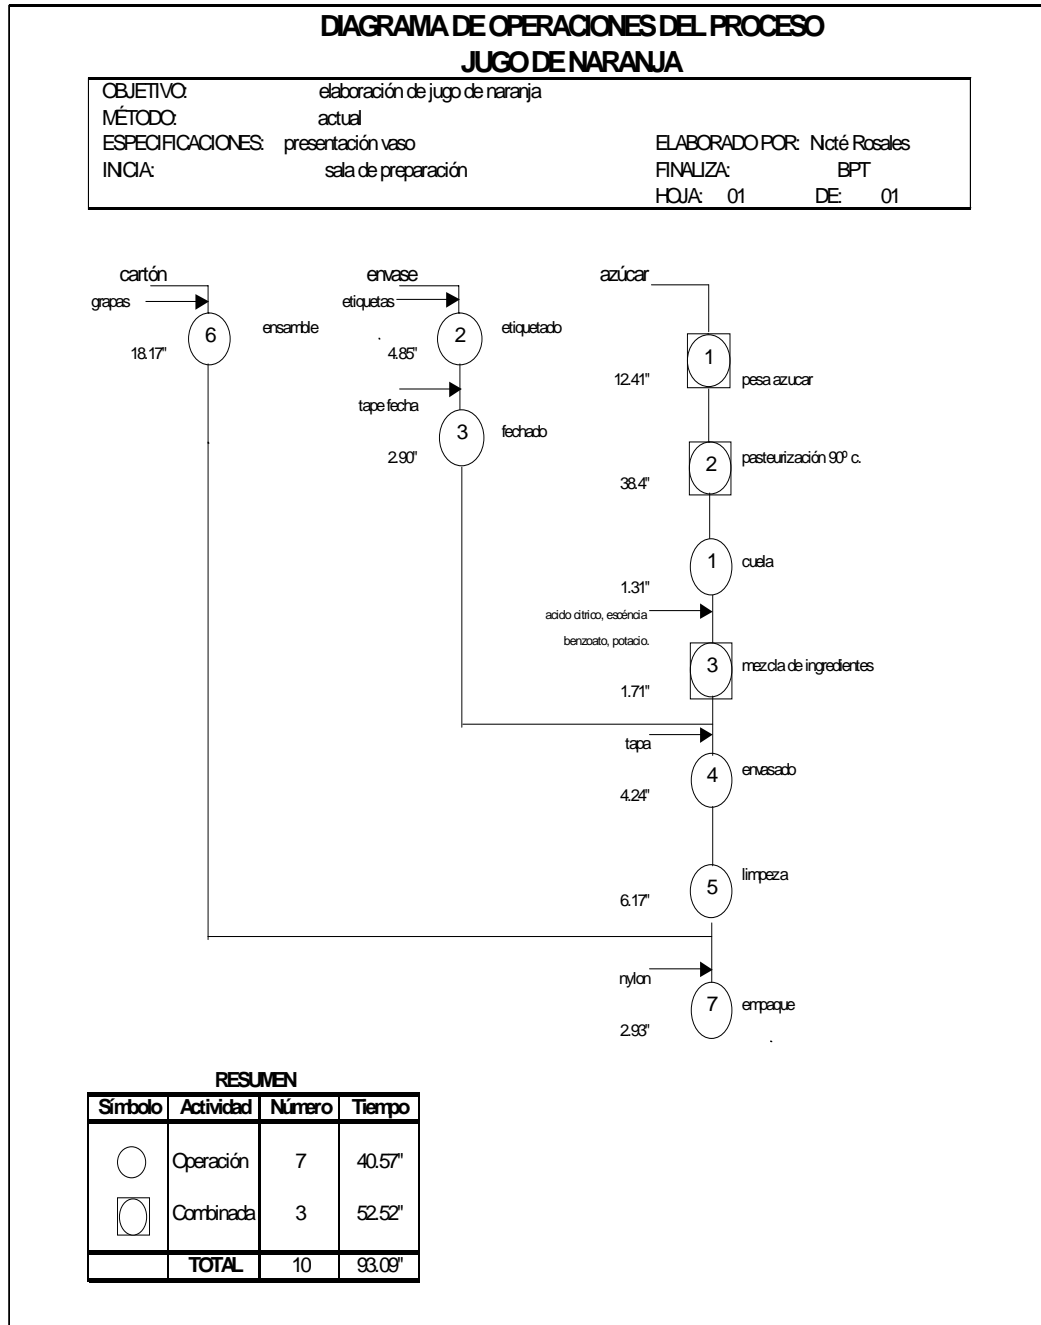 DIAGRAMA DE OPERACIONES DEL PROCESO
JUGO DE NARANJA
OBJETIVO: elaboración de jugo de naranja
MÉTODO: actual
ESPECIFICACIONES: presentación vaso ELABORADO POR: Ncté Rosales
INICIA: sala de preparación FINALIZA: BPT
HOJA: 01 DE: 01
cartón envase azúcar
grapas etiquetas
6 ensamble 2 etiquetado
18.17" 4.85"
1
12.41" pesa azucar
tape fecha
3 fechado
2.90"
2 pasteurización 90º c.
38.4"
1 cuela
1.31"
acido citrico, escéncia
benzoato, potacio.
3 mezcla de ingredientes
1.71"
tapa
4 envasado
4.24"
5 limpeza
6.17"
nylon
7 empaque
2.93"
RESUMEN
Símbolo Actividad Número Tiempo
Operación 7 40.57"
Combinada 3 52.52"
TOTAL 10 93.09"